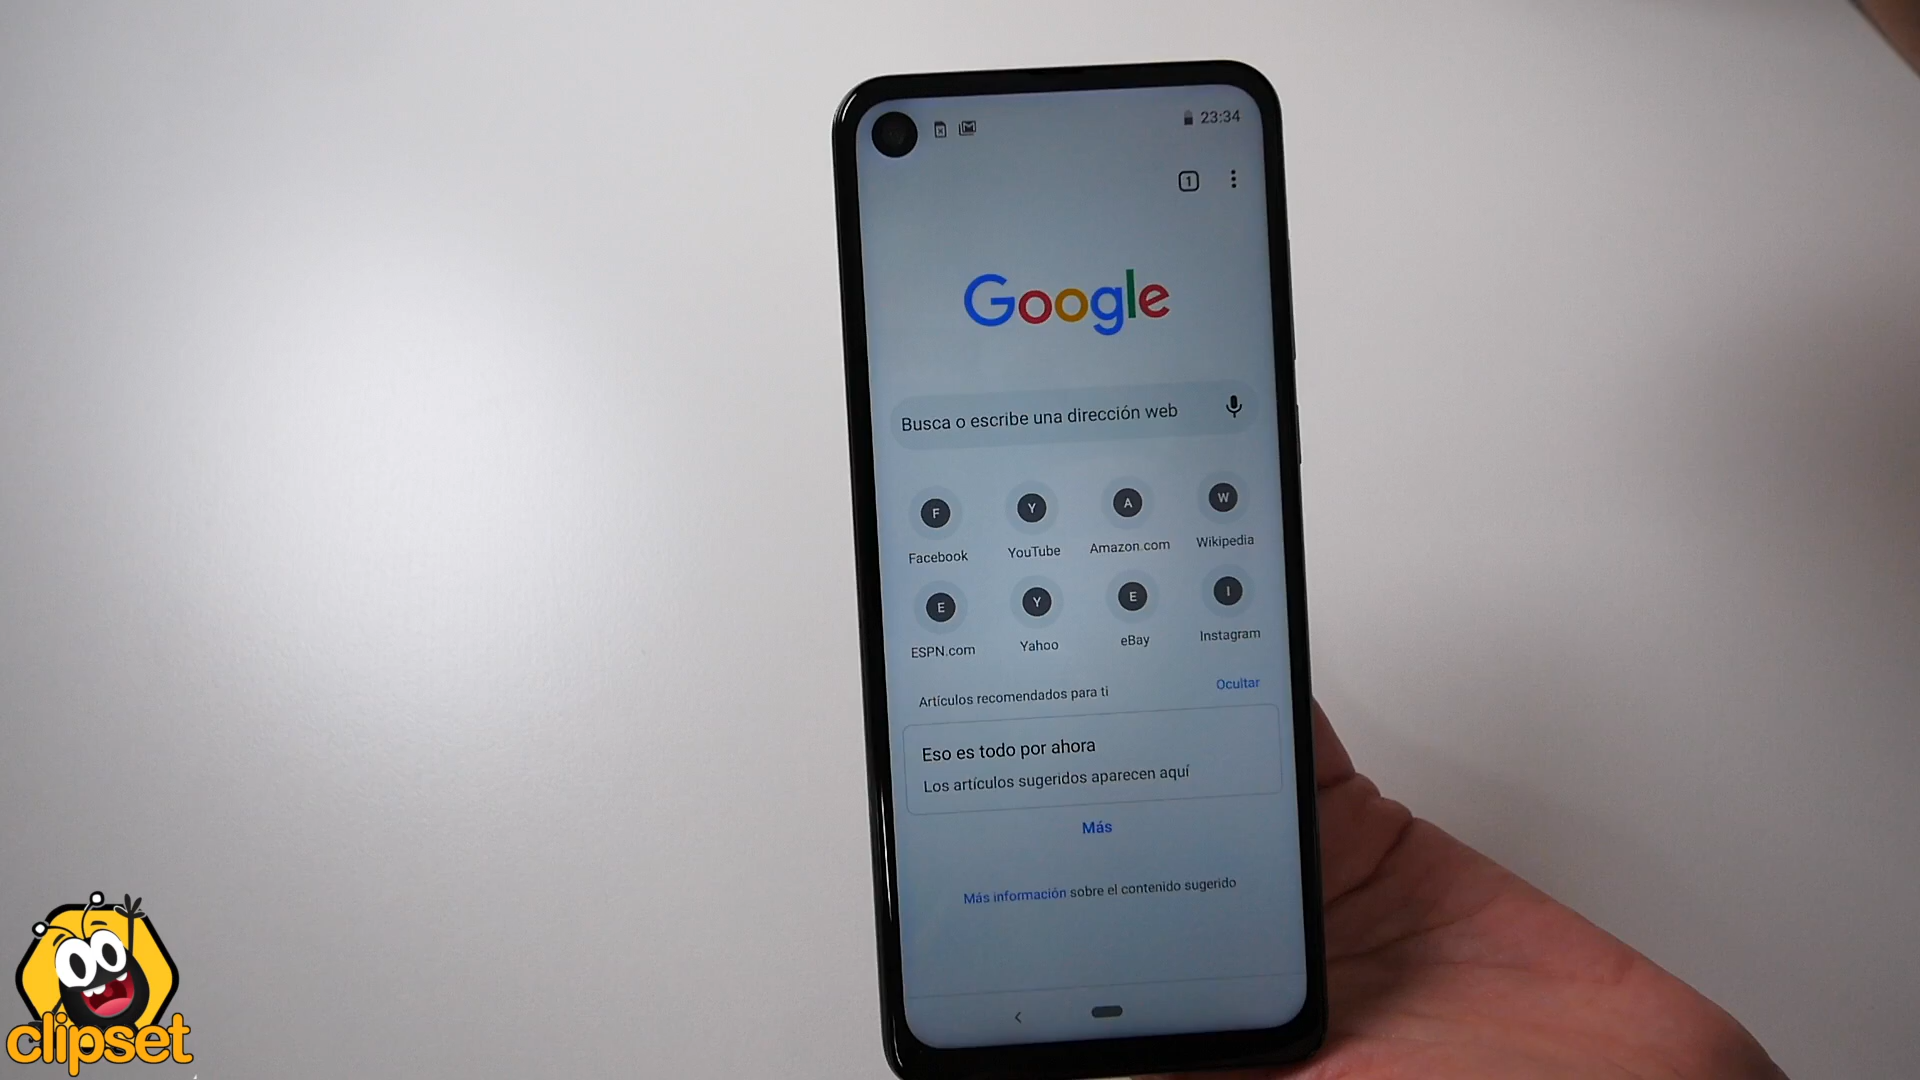 23:34
1
Google
Busca o escribe una dirección web
F Y A W
Facebook YouTube Amazon.com Wikipedia
E Y E I
ESPN.com Yahoo eBay Instagram
Artículos recomendados para ti Ocultar
Eso es todo por ahora
Los artículos sugeridos aparecen aquí
Más
Más información sobre el contenido sugerido
clipset